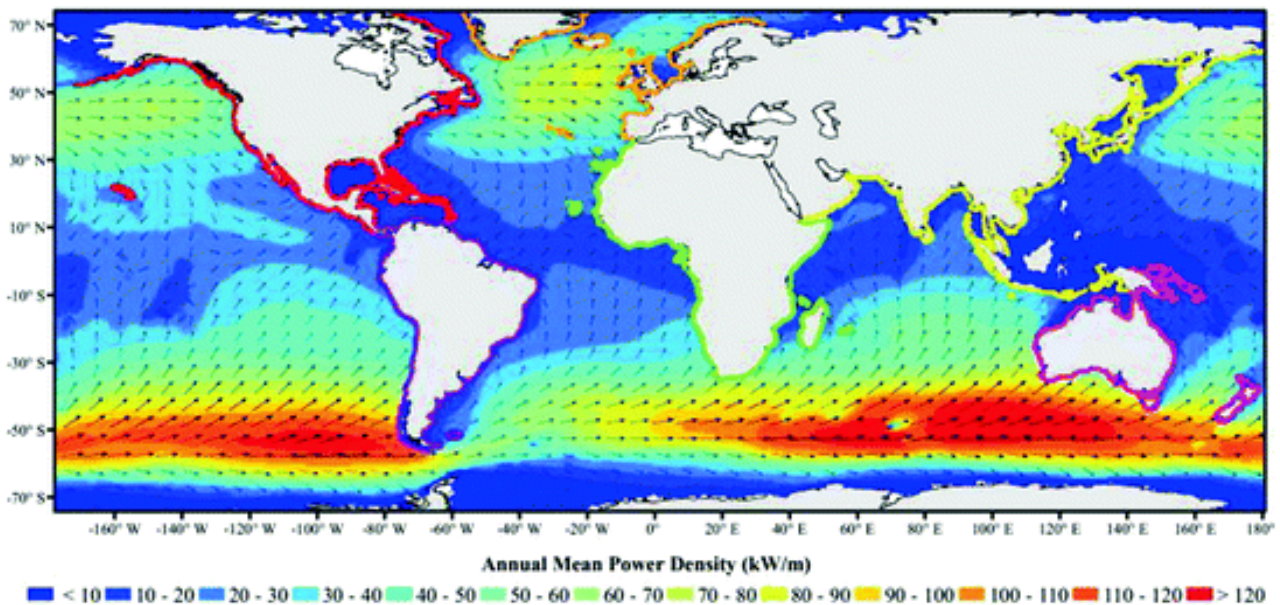 70° N
50° N
30° N
10° N
-10° S
-30° S
-50° S
-70° S
-160° W -140° W -120° W -100° W -80° W -60° W -40° W -20° W 0° 20° E 40° E 60° E 80° E 100° E 120° E 140° E 160° E 180°
Annual Mean Power Density (kW/m)
< 10 10 - 20 20 - 30 30 - 40 40 - 50 50 - 60 60 - 70 70 - 80 80 - 90 90 - 100 100 - 110 110 - 120 > 120